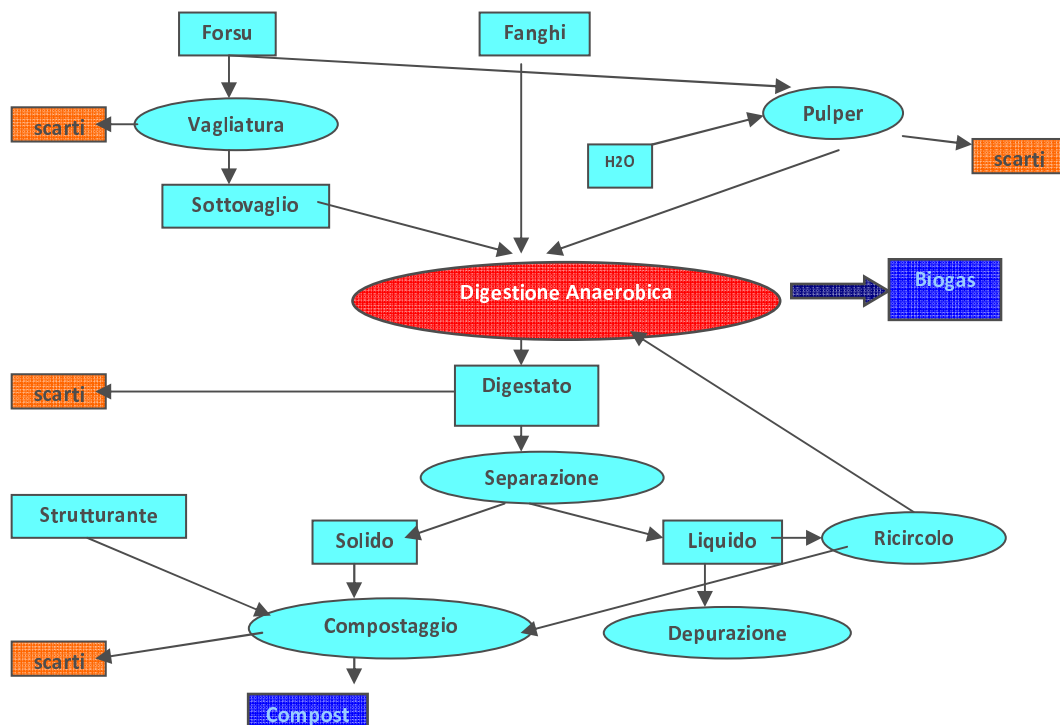 Forsu
Fanghi
scarti
Vagliatura
Pulper
H2O
scarti
Sottovaglio
Digestione Anaerobica
Biogas
scarti
Digestato
Separazione
Strutturante
Solido
Liquido
Ricircolo
Compostaggio
Depurazione
scarti
Compost